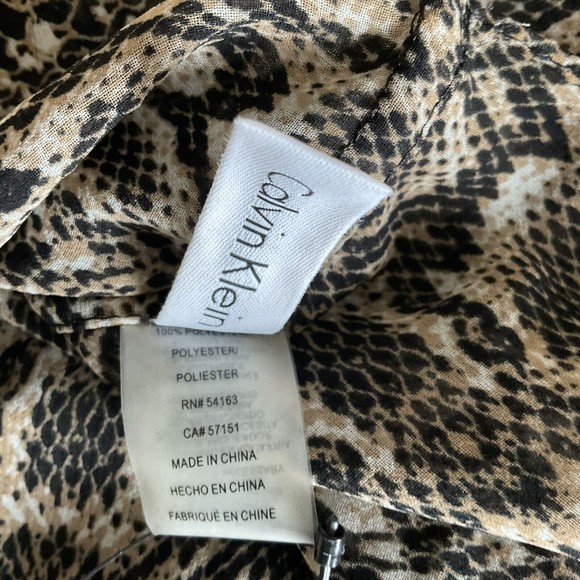 Calvin Klein
100% POLYESTER
POLYESTER/
POLIESTER
RN# 54163
CA# 57151
MADE IN CHINA
HECHO EN CHINA
FABRIQUÉ EN CHINE